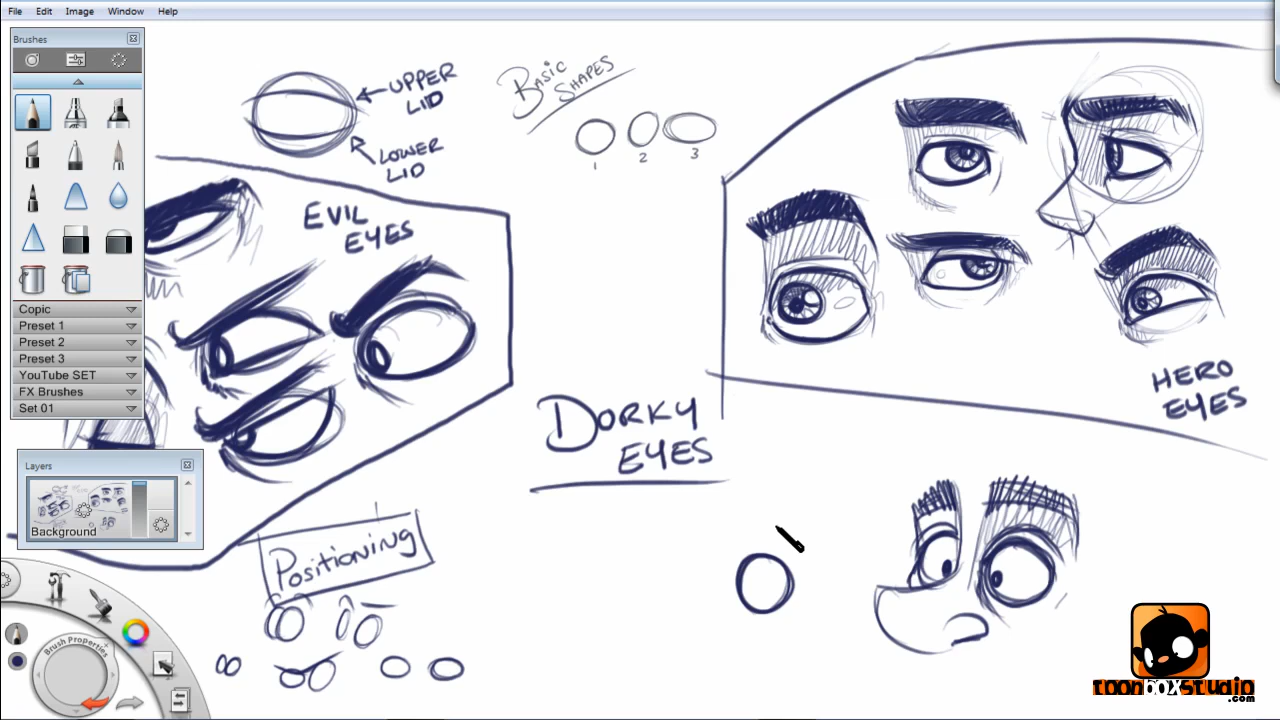 File Edit Image Window Help
Brushes
Copic
Preset 1
Preset 2
Preset 3
YouTube SET
FX Brushes
Set 01
Layers
Background
Brush Properties
UPPER
LID
LOWER
LID
BASIC
SHAPES
1 2 3
EVIL
EYES
DORKY
EYES
HERO
EYES
Positioning
toonboxstudio
.com